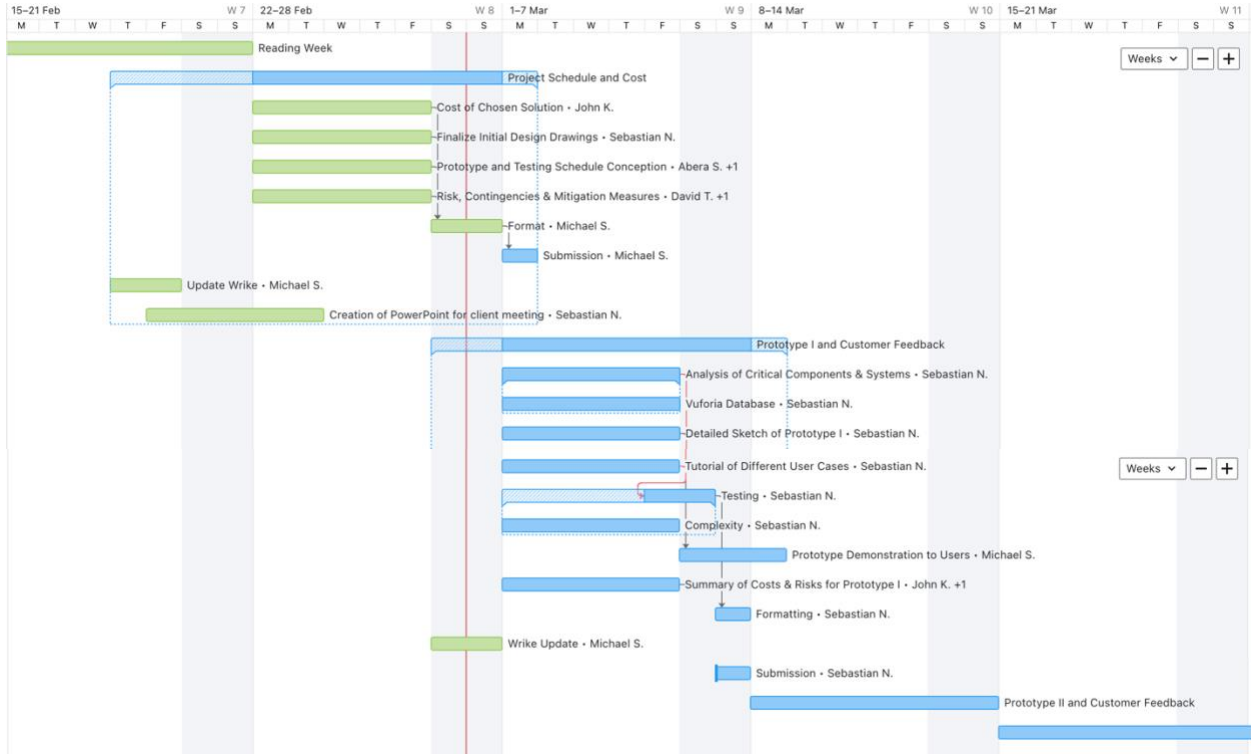 15–21 Feb W 7 22–28 Feb W 8 1–7 Mar W 9 8–14 Mar W 10 15–21 Mar W 11
M T W T F S S M T W T F S S M T W T F S S M T W T F S S M T W T F S S
Reading Week
Weeks
Project Schedule and Cost
Cost of Chosen Solution • John K.
Finalize Initial Design Drawings • Sebastian N.
Prototype and Testing Schedule Conception • Abera S. +1
Risk, Contingencies & Mitigation Measures • David T. +1
Format • Michael S.
Submission • Michael S.
Update Wrike • Michael S.
Creation of PowerPoint for client meeting • Sebastian N.
Prototype I and Customer Feedback
Analysis of Critical Components & Systems • Sebastian N.
Vuforia Database • Sebastian N.
Detailed Sketch of Prototype I • Sebastian N.
Tutorial of Different User Cases • Sebastian N.
Weeks
Testing • Sebastian N.
Complexity • Sebastian N.
Prototype Demonstration to Users • Michael S.
Summary of Costs & Risks for Prototype I • John K. +1
Formatting • Sebastian N.
Wrike Update • Michael S.
Submission • Sebastian N.
Prototype II and Customer Feedback